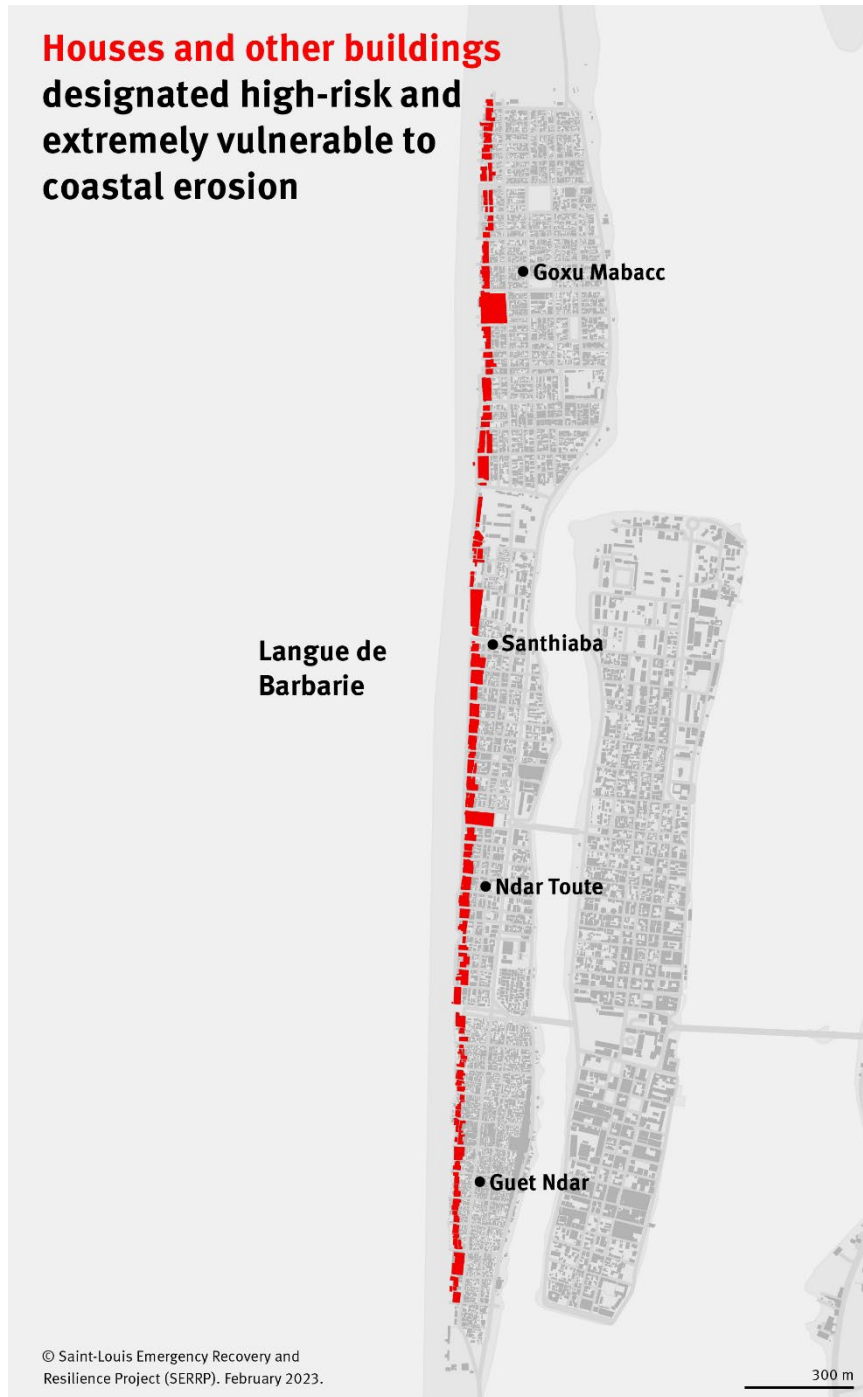 Houses and other buildings
designated high-risk and
extremely vulnerable to
coastal erosion
Goxu Mabacc
Santhiaba
Langue de
Barbarie
Ndar Toute
Guet Ndar
© Saint-Louis Emergency Recovery and
Resilience Project (SERRP). February 2023.
300 m